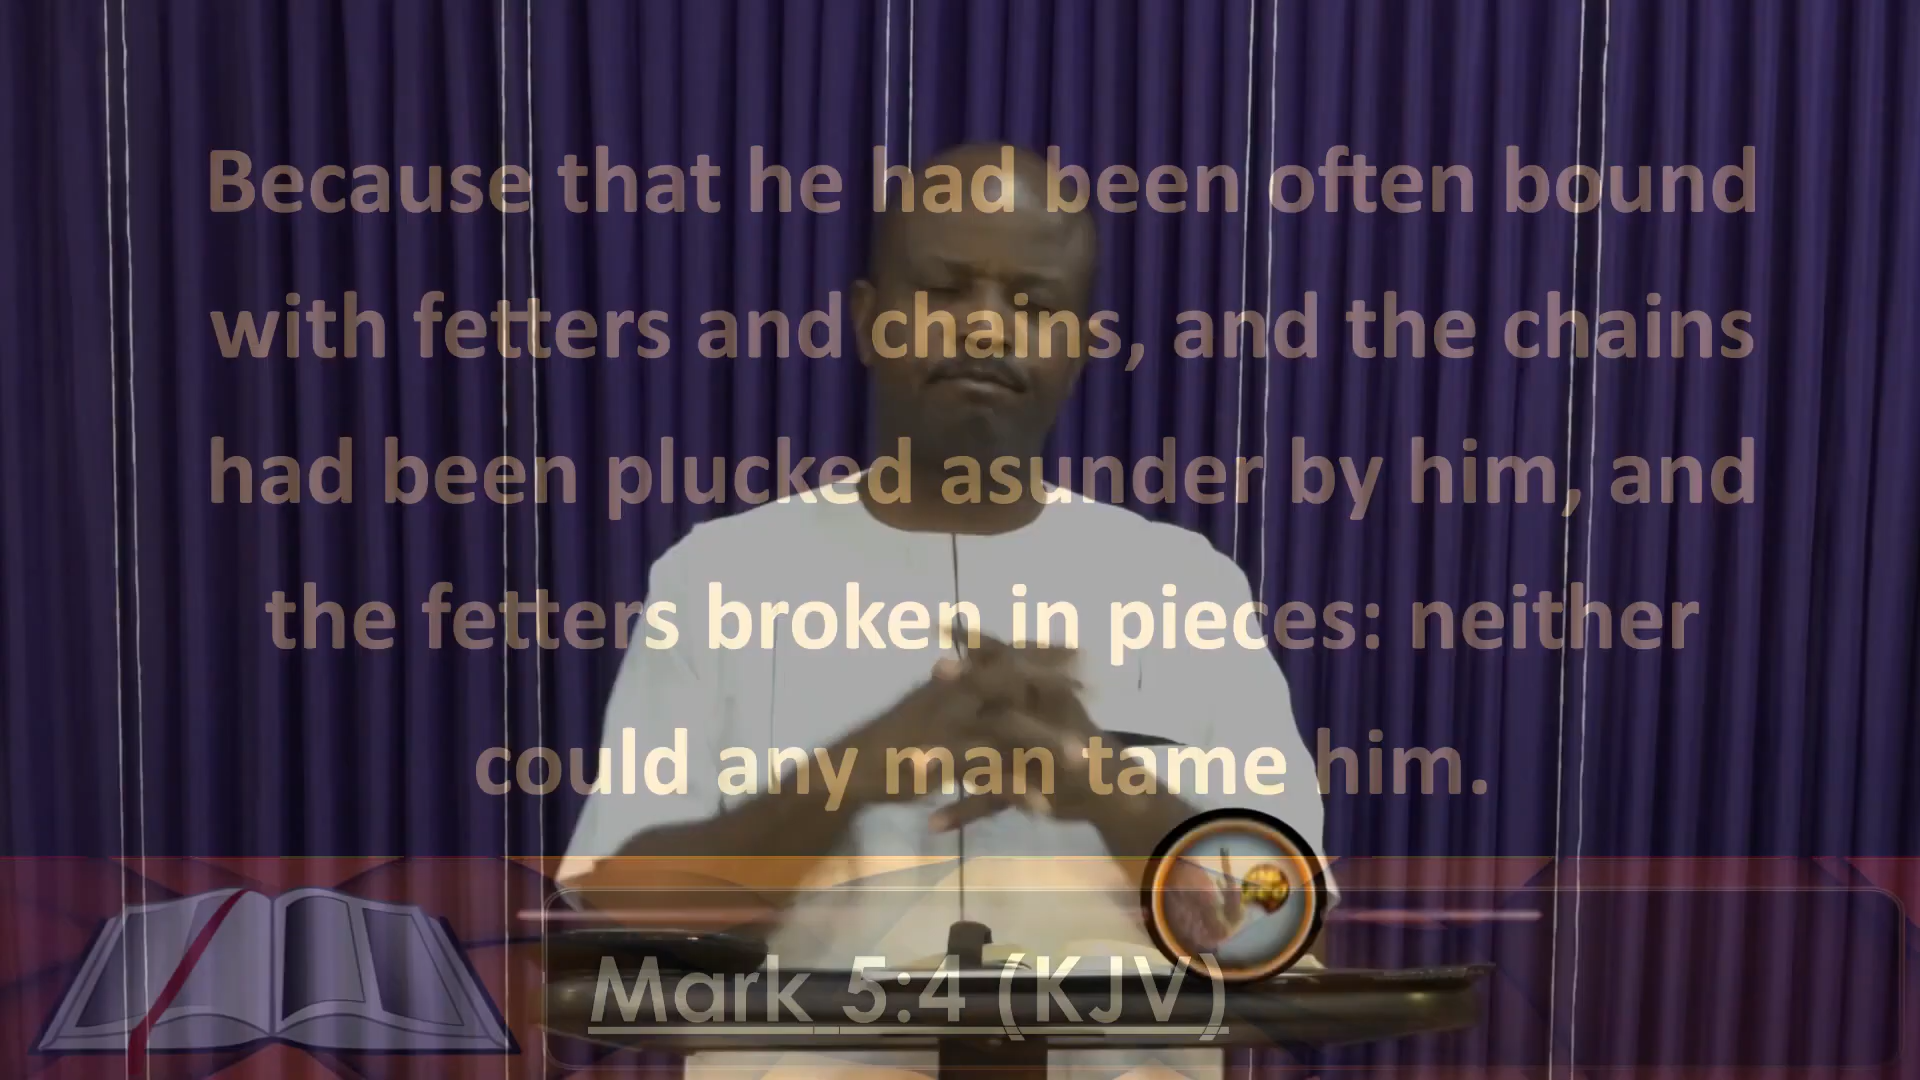 Because that he had been often bound
with fetters and chains, and the chains
had been plucked asunder by him, and
the fetters broken in pieces: neither
could any man tame him.
Mark 5:4 (KJV)